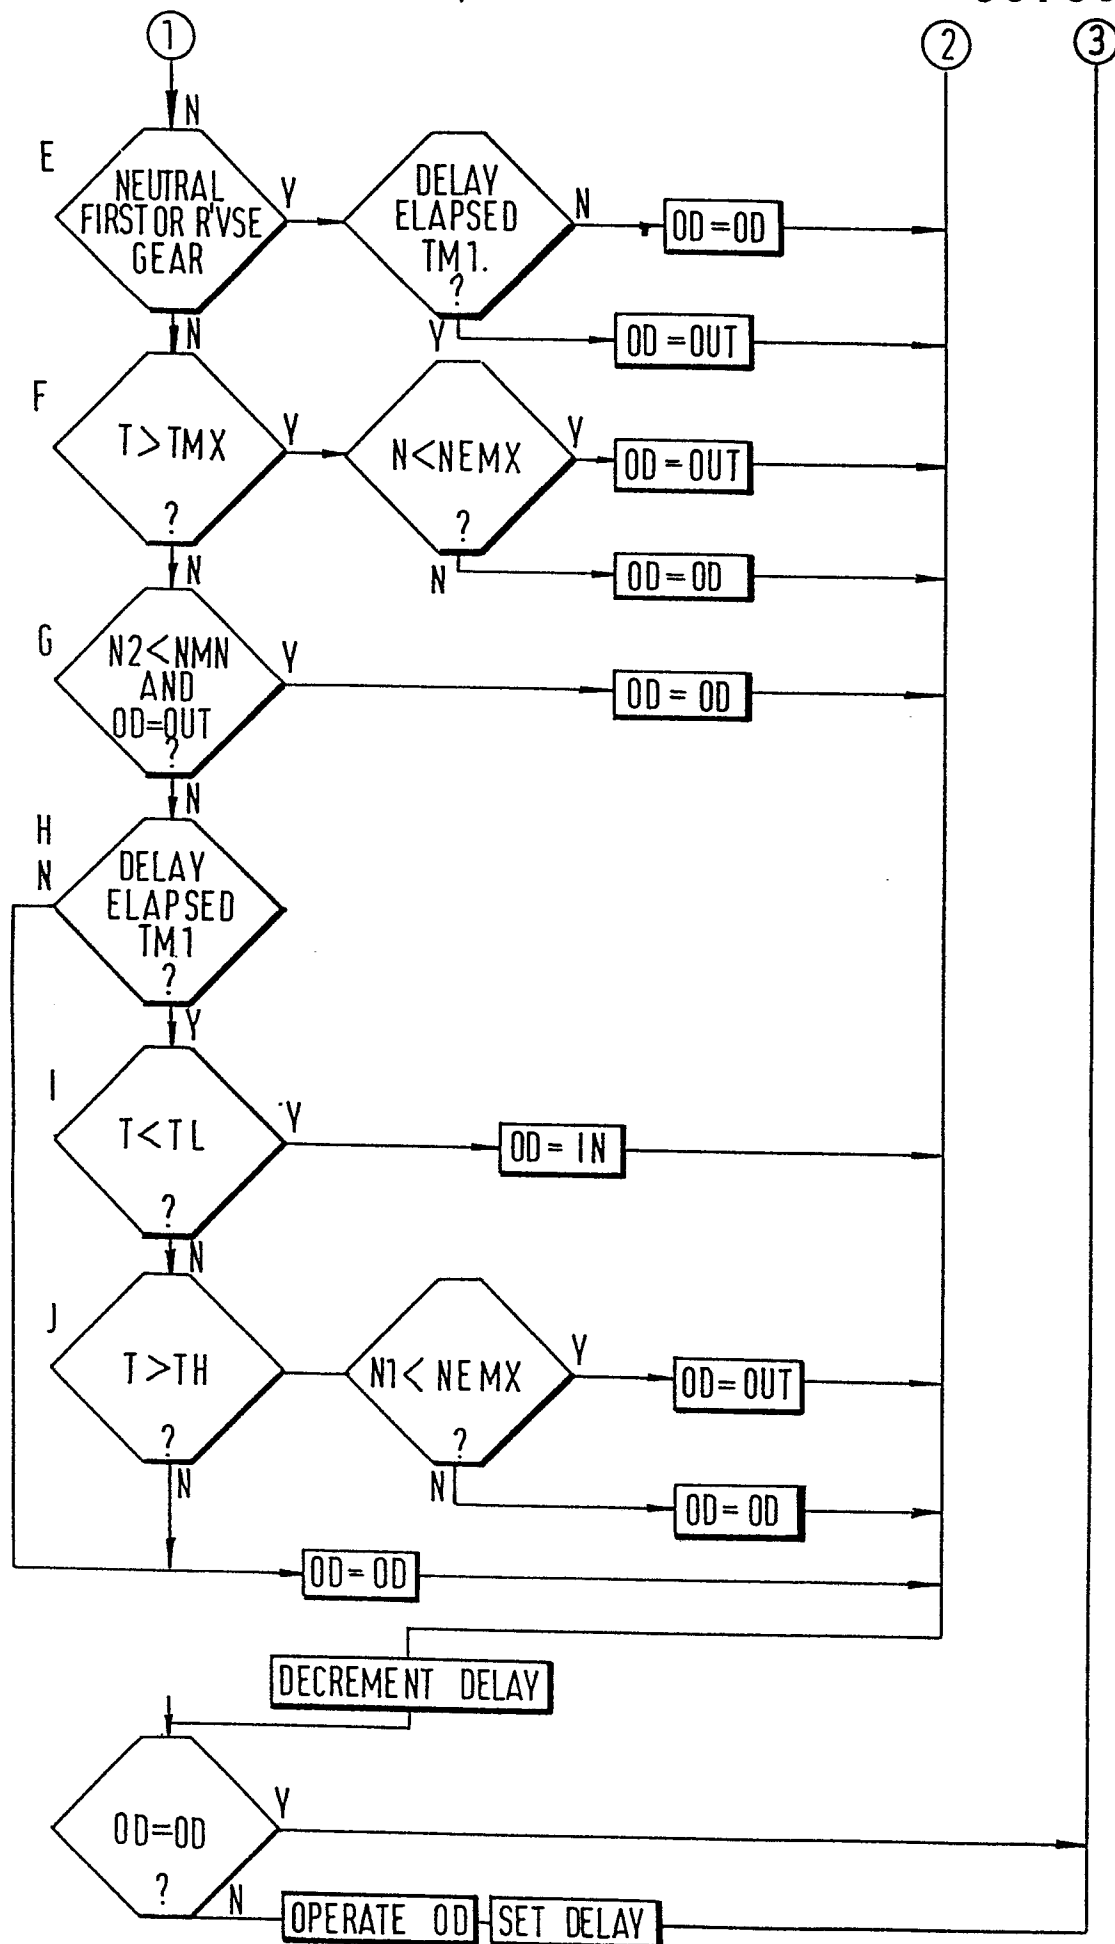 1
2
3
N
E
NEUTRAL
FIRST OR R'VSE
GEAR
Y
DELAY
ELAPSED
TM1.
?
N
OD=OD
Y
OD=OUT
N
F
T>TMX
?
Y
N<NEMX
?
Y
OD=OUT
N
OD=OD
N
G
N2<NMN
AND
OD=OUT
?
Y
OD = OD
N
H
N
DELAY
ELAPSED
TM1
?
Y
I
T<TL
?
Y
OD = IN
N
J
T>TH
?
N1< NEMX
?
Y
OD=OUT
N
OD= OD
N
OD=OD
DECREMENT DELAY
OD=OD
?
Y
N
OPERATE OD
SET DELAY